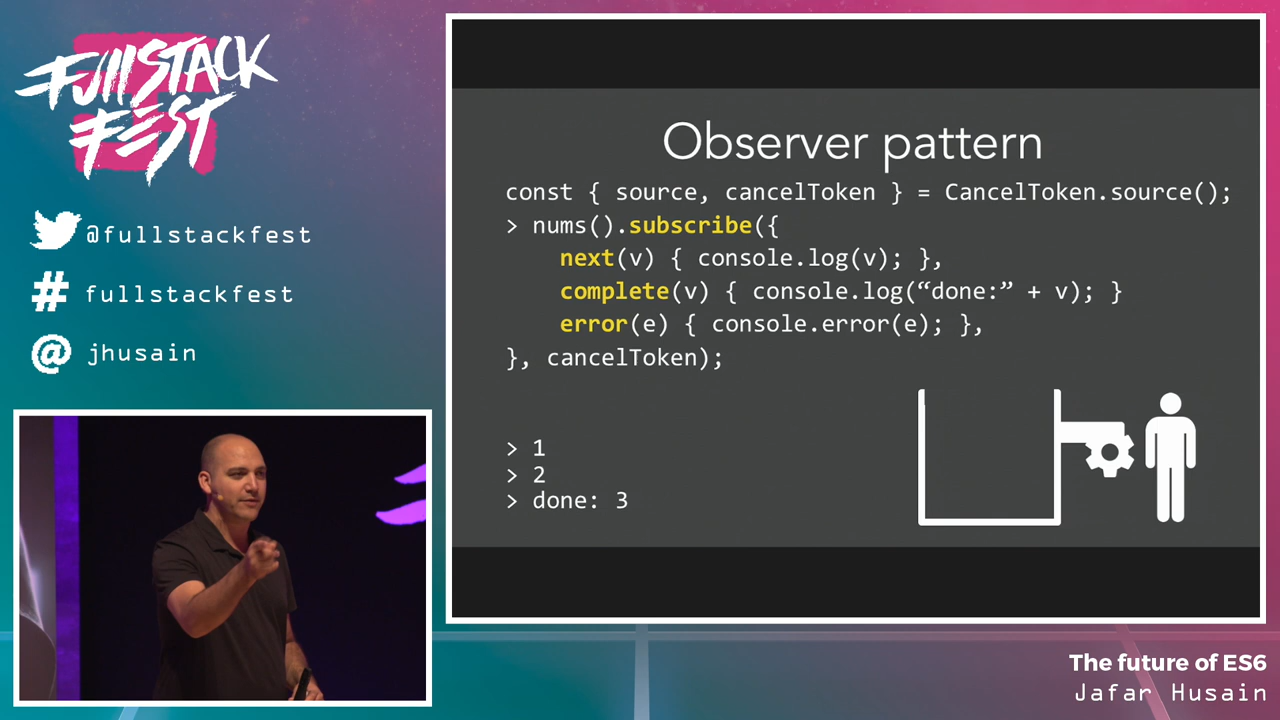 FullSTACK
FEST
@fullstackfest
# fullstackfest
@ jhusain
Observer pattern
const { source, cancelToken } = CancelToken.source();
> nums().subscribe({
next(v) { console.log(v); },
complete(v) { console.log(“done:” + v); }
error(e) { console.error(e); },
}, cancelToken);
> 1
> 2
> done: 3
The future of ES6
Jafar Husain